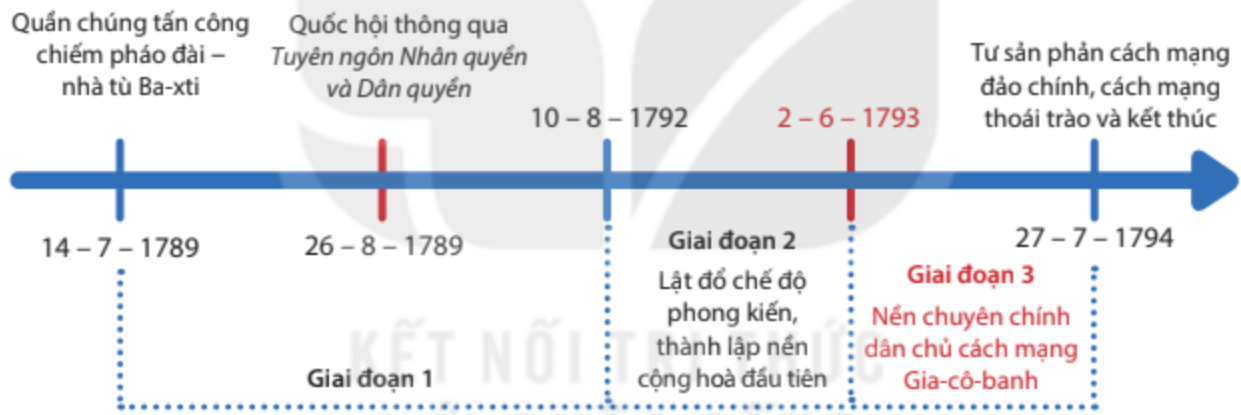 Quần chúng tấn công
chiếm pháo đài –
nhà tù Ba-xti
Quốc hội thông qua
Tuyên ngôn Nhân quyền
và Dân quyền
10 – 8 – 1792
2 – 6 – 1793
Tư sản phản cách mạng
đảo chính, cách mạng
thoái trào và kết thúc
14 – 7 – 1789
26 – 8 – 1789
27 – 7 – 1794
Giai đoạn 1
Giai đoạn 2
Lật đổ chế độ
phong kiến,
thành lập nền
cộng hoà đầu tiên
Giai đoạn 3
Nền chuyên chính
dân chủ cách mạng
Gia-cô-banh
KẾT NỐI TRI THỨC